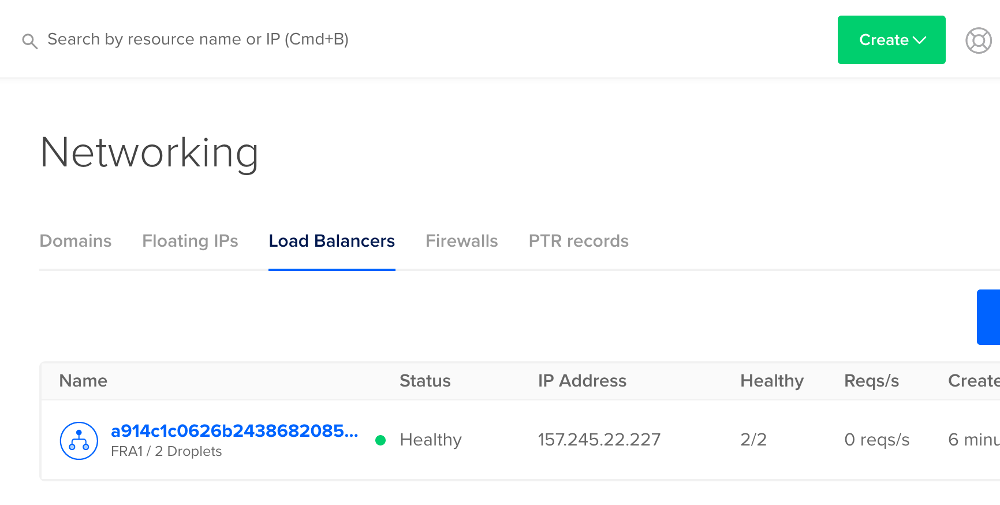 Search by resource name or IP (Cmd+B)
Create
Networking
Domains Floating IPs Load Balancers Firewalls PTR records
Name Status IP Address Healthy Reqs/s Create
a914c1c0626b2438682085... Healthy 157.245.22.227 2/2 0 reqs/s 6 minu
FRA1 / 2 Droplets